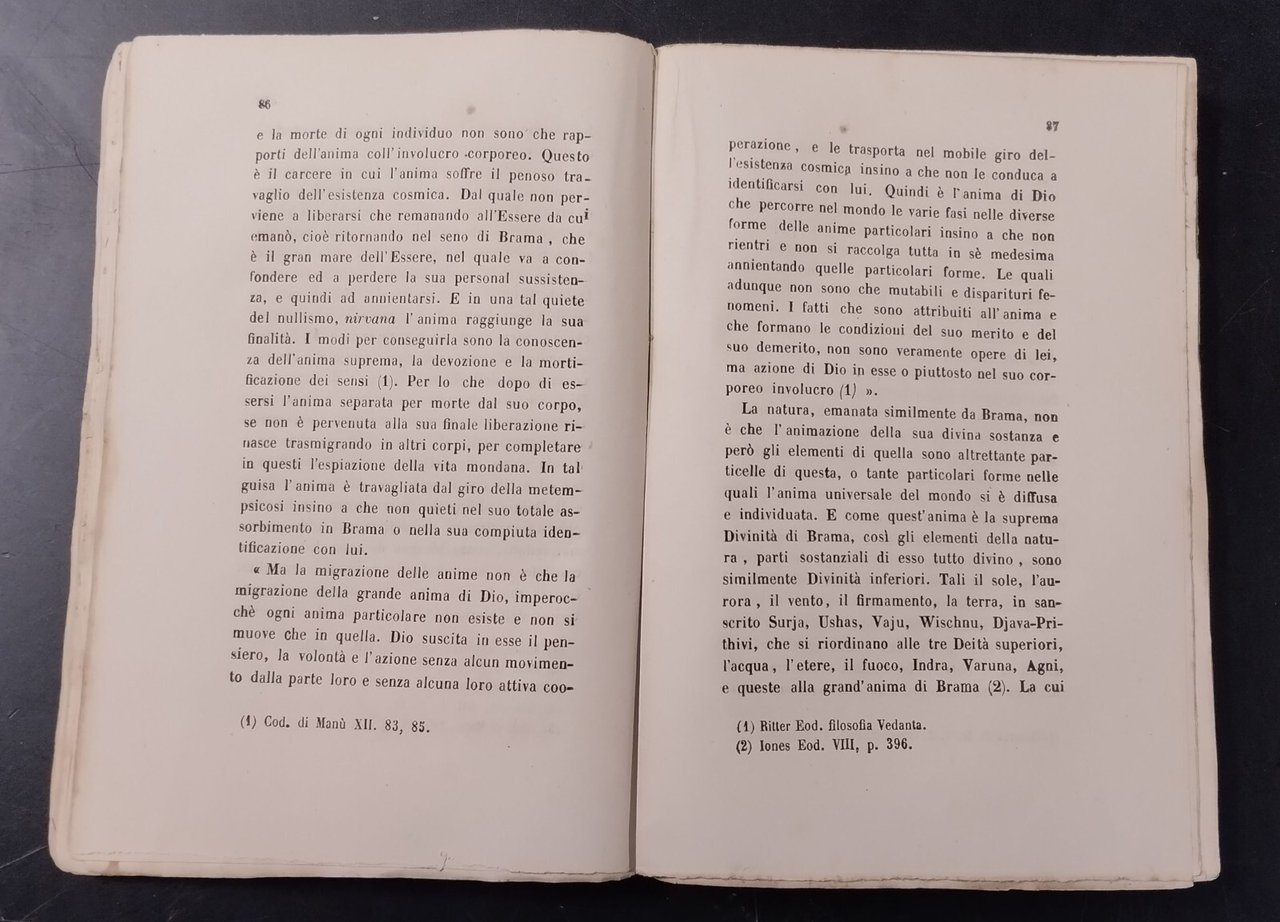 86
e la morte di ogni individuo non sono che rap-
porti dell'anima coll'involucro corporeo. Questo
è il carcere in cui l'anima soffre il penoso tra-
vaglio dell'esistenza cosmica. Dal quale non per-
viene a liberarsi che remanando all'Essere da cui
emanò, cioè ritornando nel seno di Brama, che
è il gran mare dell'Essere, nel quale va a con-
fondere ed a perdere la sua personal sussisten-
za, e quindi ad annientarsi. E in una tal quiete
del nullismo, nirvana l'anima raggiunge la sua
finalità. I modi per conseguirla sono la conoscen-
za dell'anima suprema, la devozione e la morti-
ficazione dei sensi (1). Per lo che dopo di es-
sersi l'anima separata per morte dal suo corpo,
se non è pervenuta alla sua finale liberazione ri-
nasce trasmigrando in altri corpi, per completare
in questi l'espiazione della vita mondana. In tal
guisa l'anima è travagliata dal giro della metem-
psicosi insino a che non quieti nel suo totale as-
sorbimento in Brama o nella sua compiuta iden-
tificazione con lui.
« Ma la migrazione delle anime non è che la
migrazione della grande anima di Dio, imperoc-
chè ogni anima particolare non esiste e non si
muove che in quella. Dio suscita in esse il pen-
siero, la volontà e l'azione senza alcun movimen-
to dalla parte loro e senza alcuna loro attiva coo-
(1) Cod. di Manù XII. 83, 85.
87
perazione, e le trasporta nel mobile giro del-
l'esistenza cosmica insino a che non le conduca a
identificarsi con lui. Quindi è l'anima di Dio
che percorre nel mondo le varie fasi nelle diverse
forme delle anime particolari insino a che non
rientri e non si raccolga tutta in sè medesima
annientando quelle particolari forme. Le quali
adunque non sono che mutabili e disparituri fe-
nomeni. I fatti che sono attribuiti all'anima e
che formano le condizioni del suo merito e del
suo demerito, non sono veramente opere di lei,
ma azione di Dio in esse o piuttosto nel suo cor-
poreo involucro (1) ».
La natura, emanata similmente da Brama, non
è che l'animazione della sua divina sostanza e
però gli elementi di quella sono altrettante par-
ticelle di questa, o tante particolari forme nelle
quali l'anima universale del mondo si è diffusa
e individuata. E come quest'anima è la suprema
Divinità di Brama, così gli elementi della natu-
ra, parti sostanziali di esso tutto divino, sono
similmente Divinità inferiori. Tali il sole, l'au-
rora, il vento, il firmamento, la terra, in san-
scrito Surja, Ushas, Vaju, Wischnu, Djava-Pri-
thivi, che si riordinano alle tre Deità superiori,
l'acqua, l'etere, il fuoco, Indra, Varuna, Agni,
e queste alla grand'anima di Brama (2). La cui
(1) Ritter Eod. filosofia Vedanta.
(2) Iones Eod. VIII, p. 396.